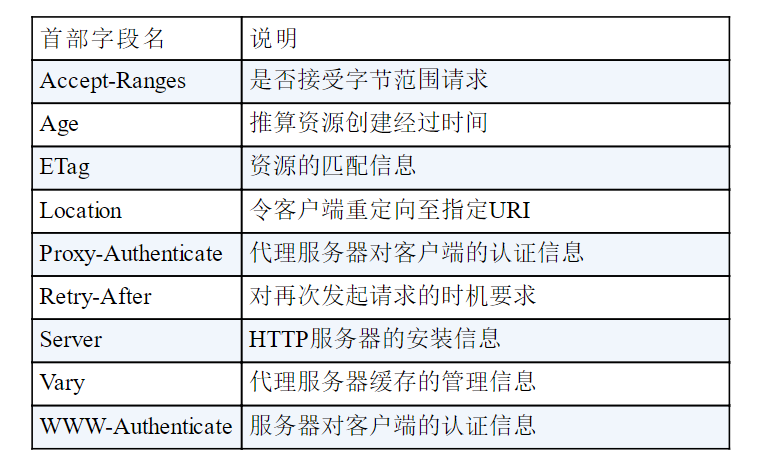 首部字段名 说明
Accept-Ranges 是否接受字节范围请求
Age 推算资源创建经过时间
ETag 资源的匹配信息
Location 令客户端重定向至指定URI
Proxy-Authenticate 代理服务器对客户端的认证信息
Retry-After 对再次发起请求的时机要求
Server HTTP服务器的安装信息
Vary 代理服务器缓存的管理信息
WWW-Authenticate 服务器对客户端的认证信息